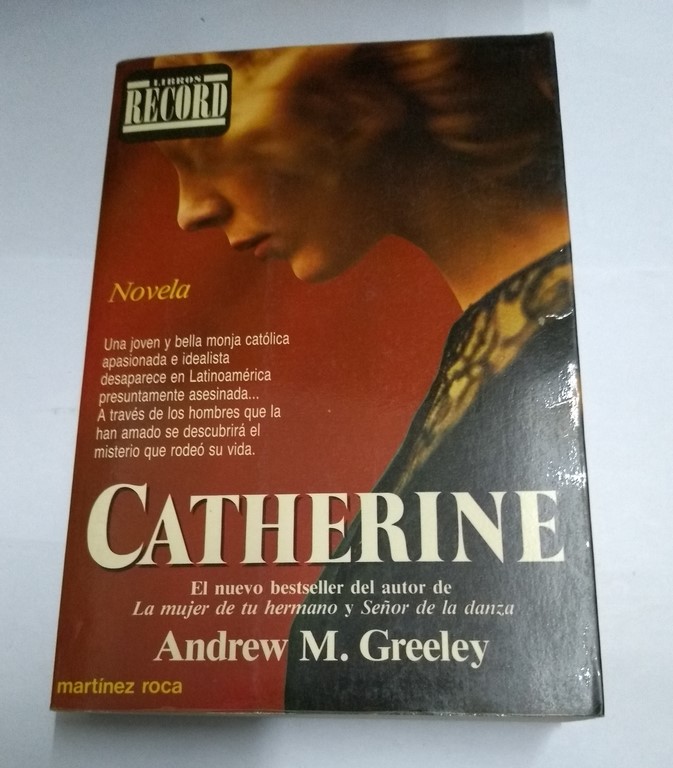 LIBROS
RECORD
Novela
Una joven y bella monja católica
apasionada e idealista
desaparece en Latinoamérica
presuntamente asesinada...
A través de los hombres que la
han amado se descubrirá el
misterio que rodeó su vida.
CATHERINE
El nuevo bestseller del autor de
La mujer de tu hermano y Señor de la danza
Andrew M. Greeley
martínez roca